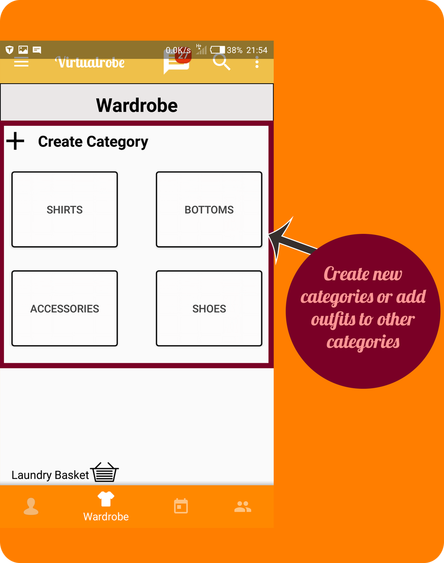 0.0K/s 38% 21:54
Virtualrobe
27
Wardrobe
Create Category
SHIRTS BOTTOMS
ACCESSORIES SHOES
Create new
categories or add
outfits to other
categories
Laundry Basket
Wardrobe